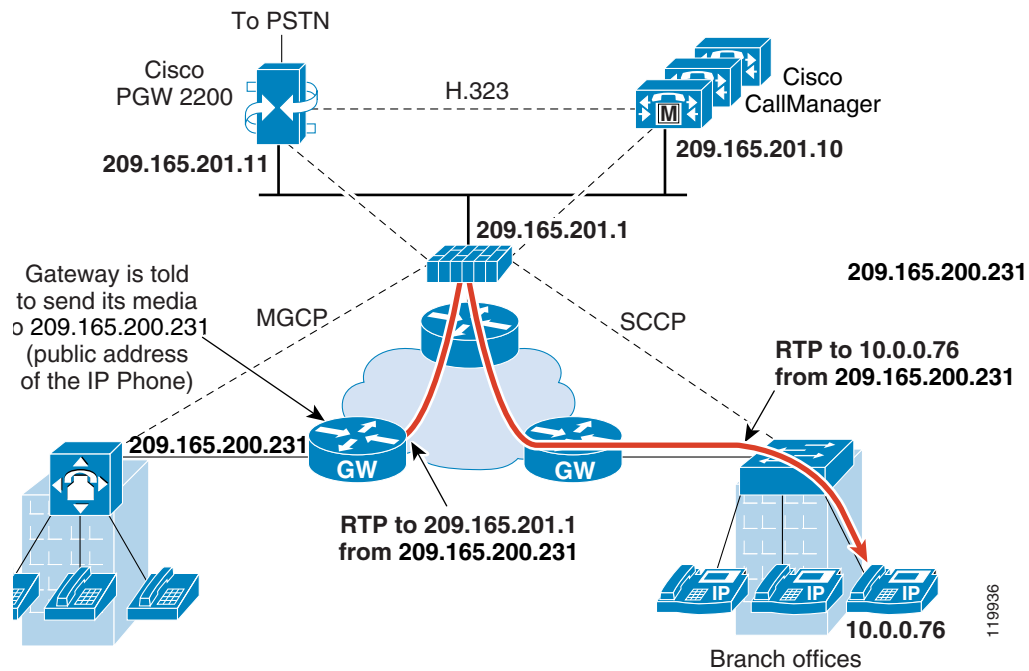 To PSTN
Cisco
PGW 2200
H.323
Cisco
CallManager
M
209.165.201.11
209.165.201.10
209.165.201.1
Gateway is told
to send its media
o 209.165.200.231
(public address
of the IP Phone)
MGCP
SCCP
209.165.200.231
RTP to 10.0.0.76
from 209.165.200.231
209.165.200.231
GW
GW
RTP to 209.165.201.1
from 209.165.200.231
IP
IP
IP
10.0.0.76
Branch offices
119936